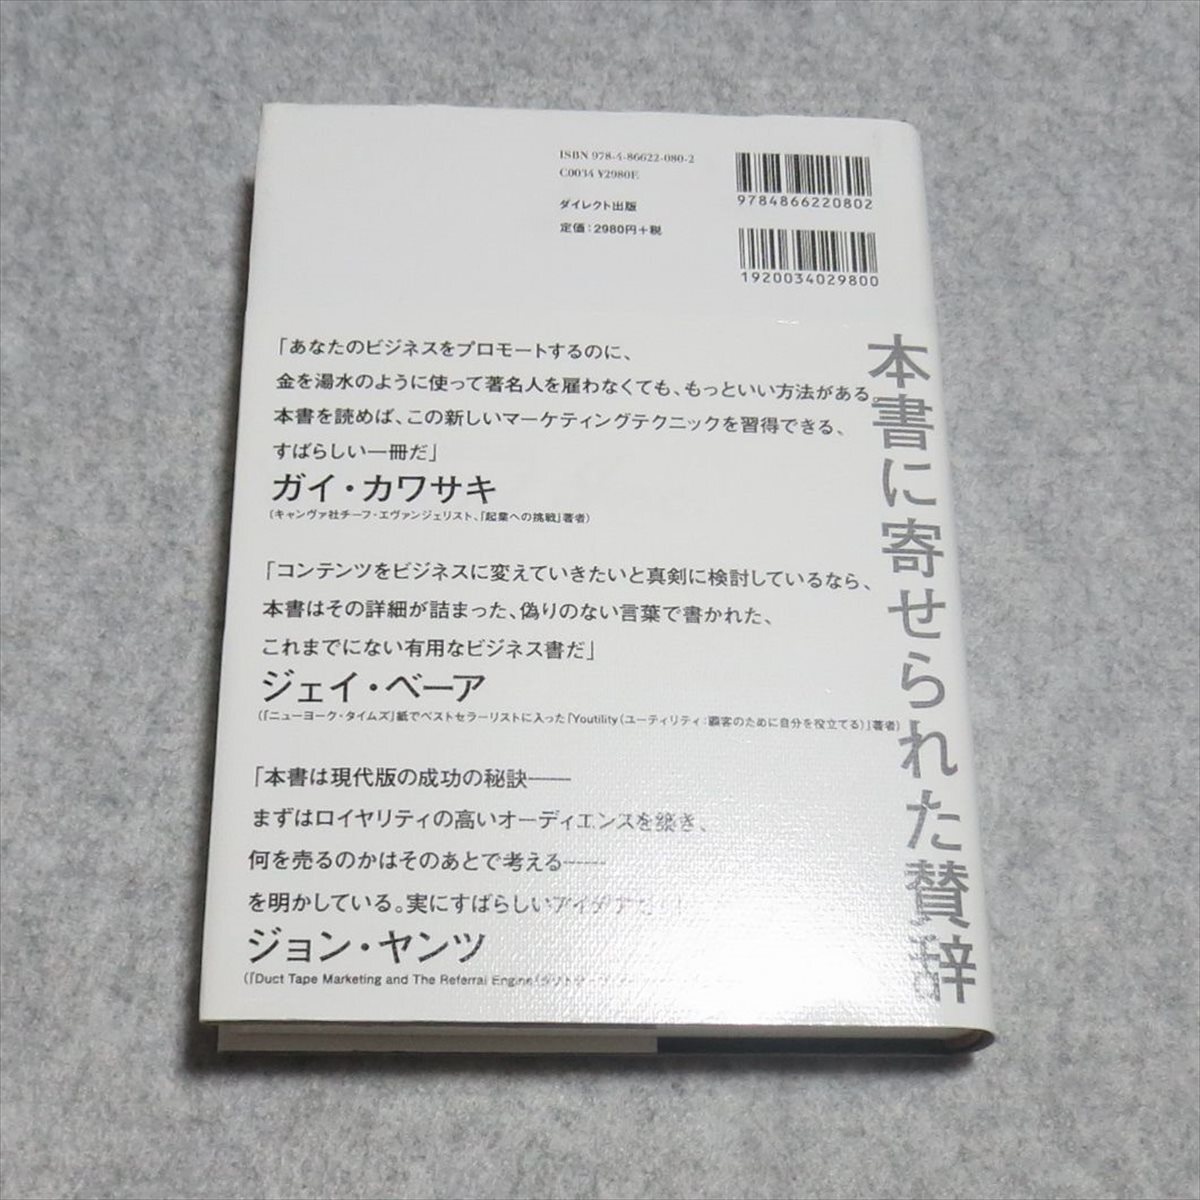 ISBN 978-4-86622-080-2
C0034 ¥2980E
ダイレクト出版
定価：2980円＋税
9784866220802
1920034029800
本書に寄せられた賛辞
「あなたのビジネスをプロモートするのに、
金を湯水のように使って著名人を雇わなくても、もっといい方法がある。
本書を読めば、この新しいマーケティングテクニックを習得できる、
すばらしい一冊だ」
ガイ・カワサキ
（キャンヴァ社チーフ・エヴァンジェリスト、『起業への挑戦』著者）
「コンテンツをビジネスに変えていきたいと真剣に検討しているなら、
本書はその詳細が詰まった、偽りのない言葉で書かれた、
これまでにない有用なビジネス書だ」
ジェイ・ベーア
（『ニューヨーク・タイムズ』紙でベストセラーリストに入った『Youtility（ユーティリティ：顧客のために自分を役立てる）』著者）
「本書は現代版の成功の秘訣――
まずはロイヤリティの高いオーディエンスを築き、
何を売るのかはそのあとで考える――
を明かしている。実にすばらしいアイデアだ
ジョン・ヤンツ
（『Duct Tape Marketing and The Referral Engine